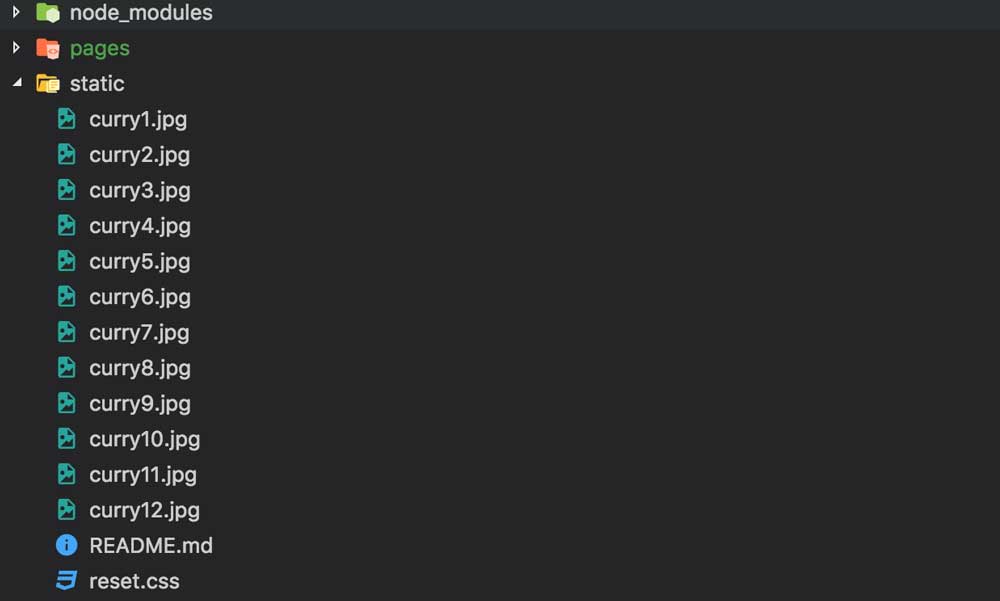 node_modules
pages
static
curry1.jpg
curry2.jpg
curry3.jpg
curry4.jpg
curry5.jpg
curry6.jpg
curry7.jpg
curry8.jpg
curry9.jpg
curry10.jpg
curry11.jpg
curry12.jpg
README.md
reset.css